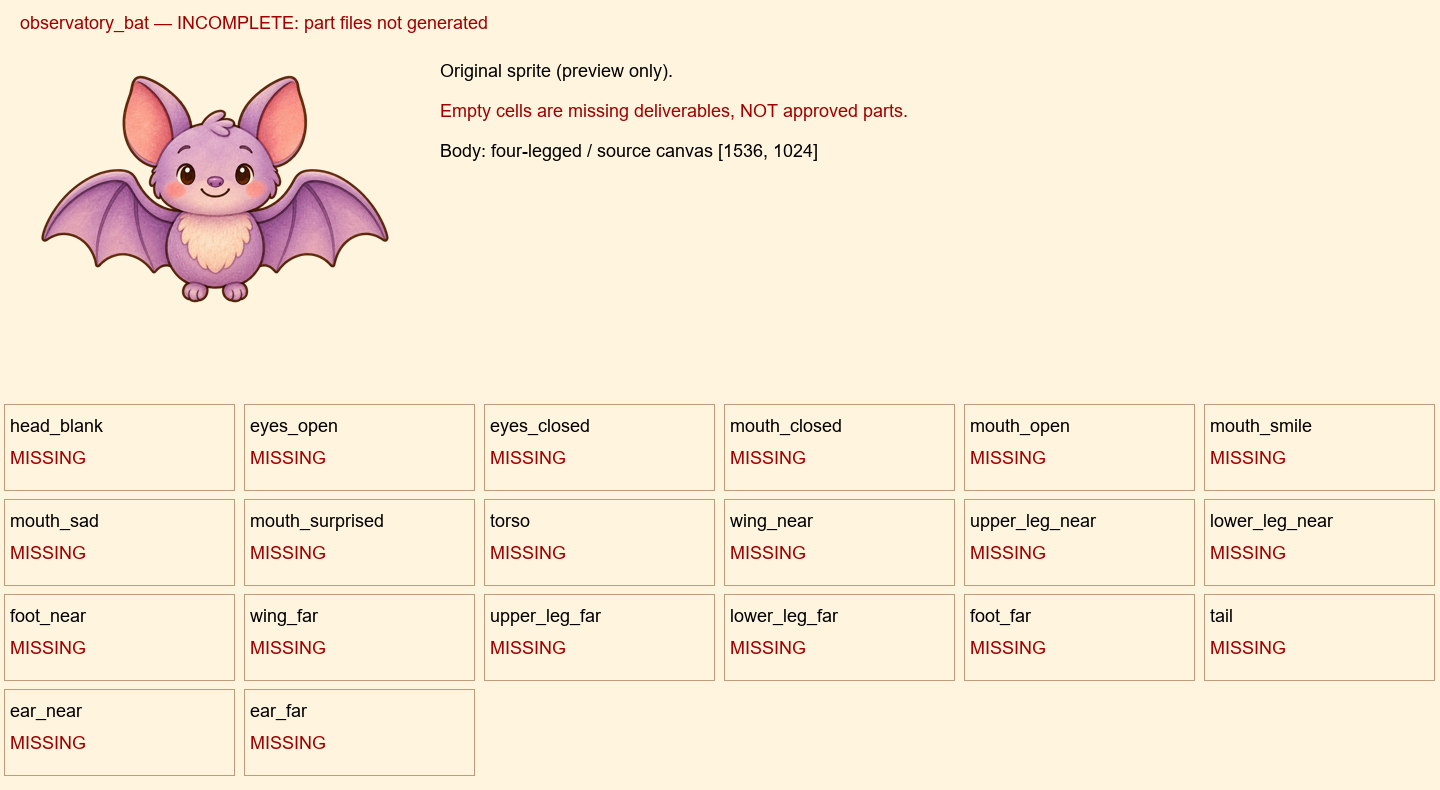 observatory_bat — INCOMPLETE: part files not generated
Original sprite (preview only).
Empty cells are missing deliverables, NOT approved parts.
Body: four-legged / source canvas [1536, 1024]
head_blank
MISSING
eyes_open
MISSING
eyes_closed
MISSING
mouth_closed
MISSING
mouth_open
MISSING
mouth_smile
MISSING
mouth_sad
MISSING
mouth_surprised
MISSING
torso
MISSING
wing_near
MISSING
upper_leg_near
MISSING
lower_leg_near
MISSING
foot_near
MISSING
wing_far
MISSING
upper_leg_far
MISSING
lower_leg_far
MISSING
foot_far
MISSING
tail
MISSING
ear_near
MISSING
ear_far
MISSING